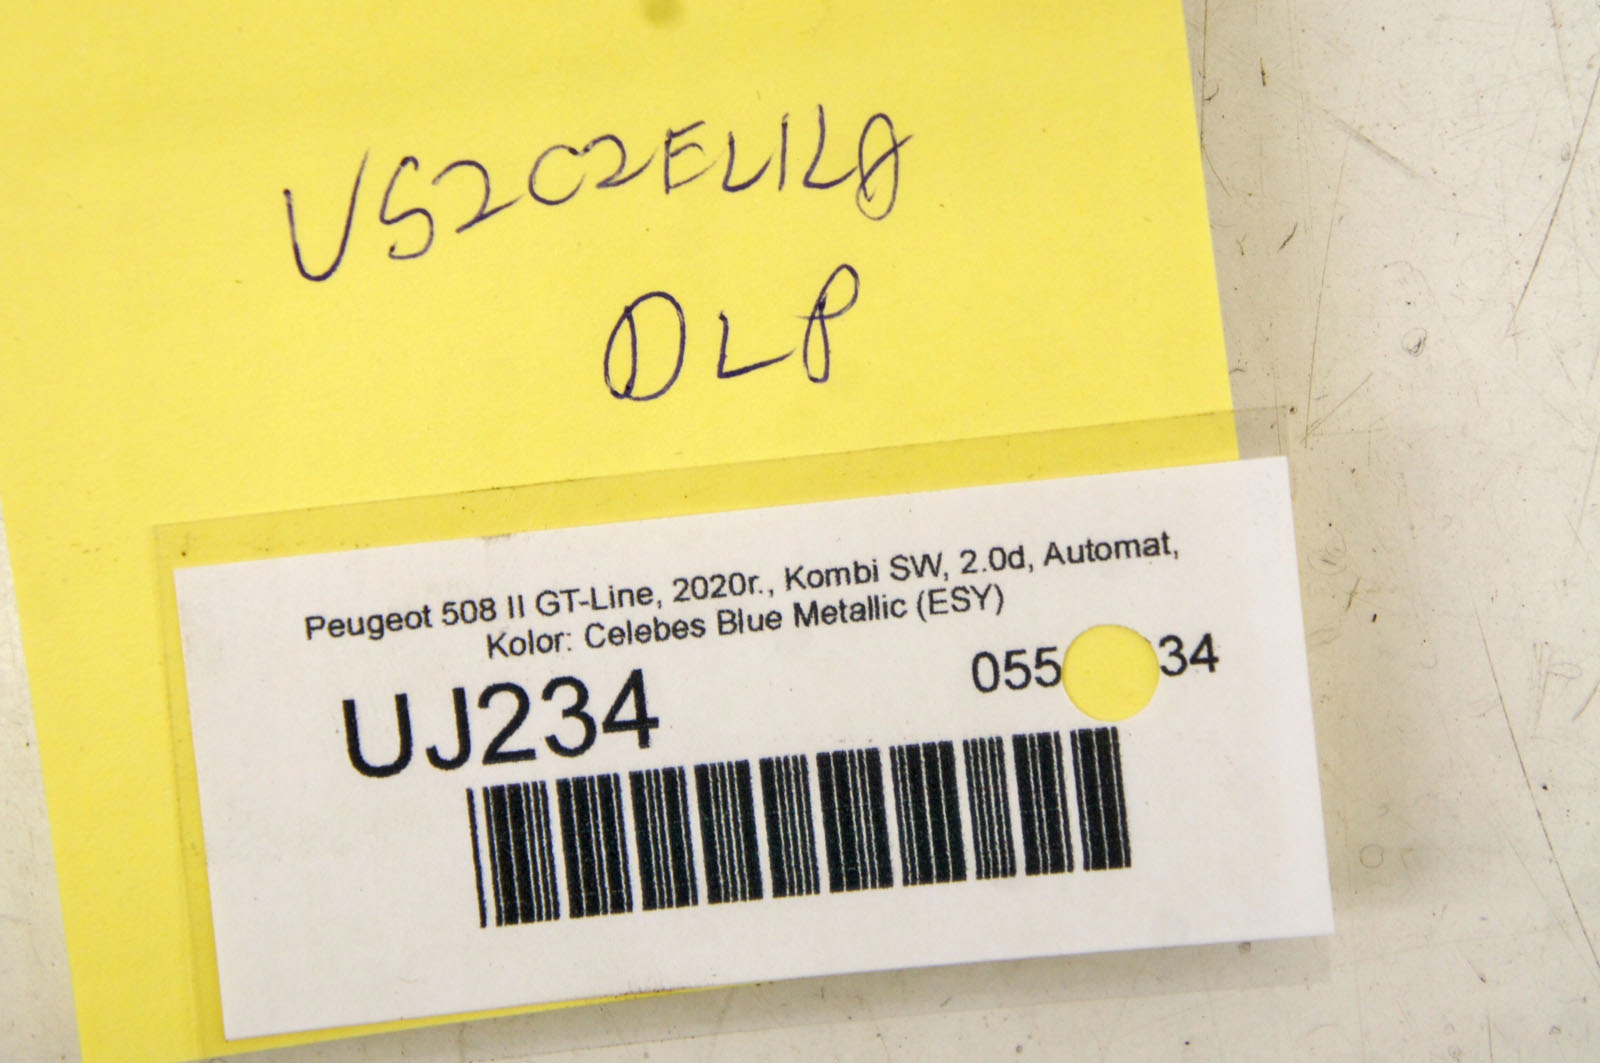 DLP
Peugeot 508 II GT-Line, 2020r., Kombi SW, 2.0d, Automat,
Kolor: Celebes Blue Metallic (ESY)
UJ234
055 34